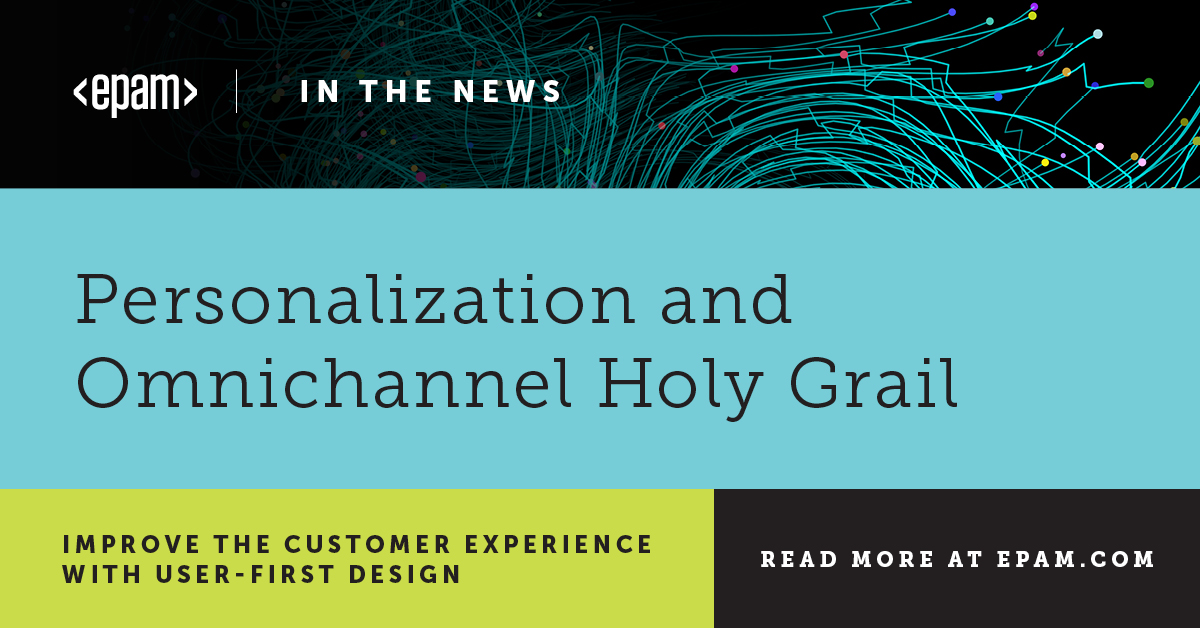 <epam>
IN THE NEWS
Personalization and
Omnichannel Holy Grail
IMPROVE THE CUSTOMER EXPERIENCE
WITH USER-FIRST DESIGN
READ MORE AT EPAM.COM